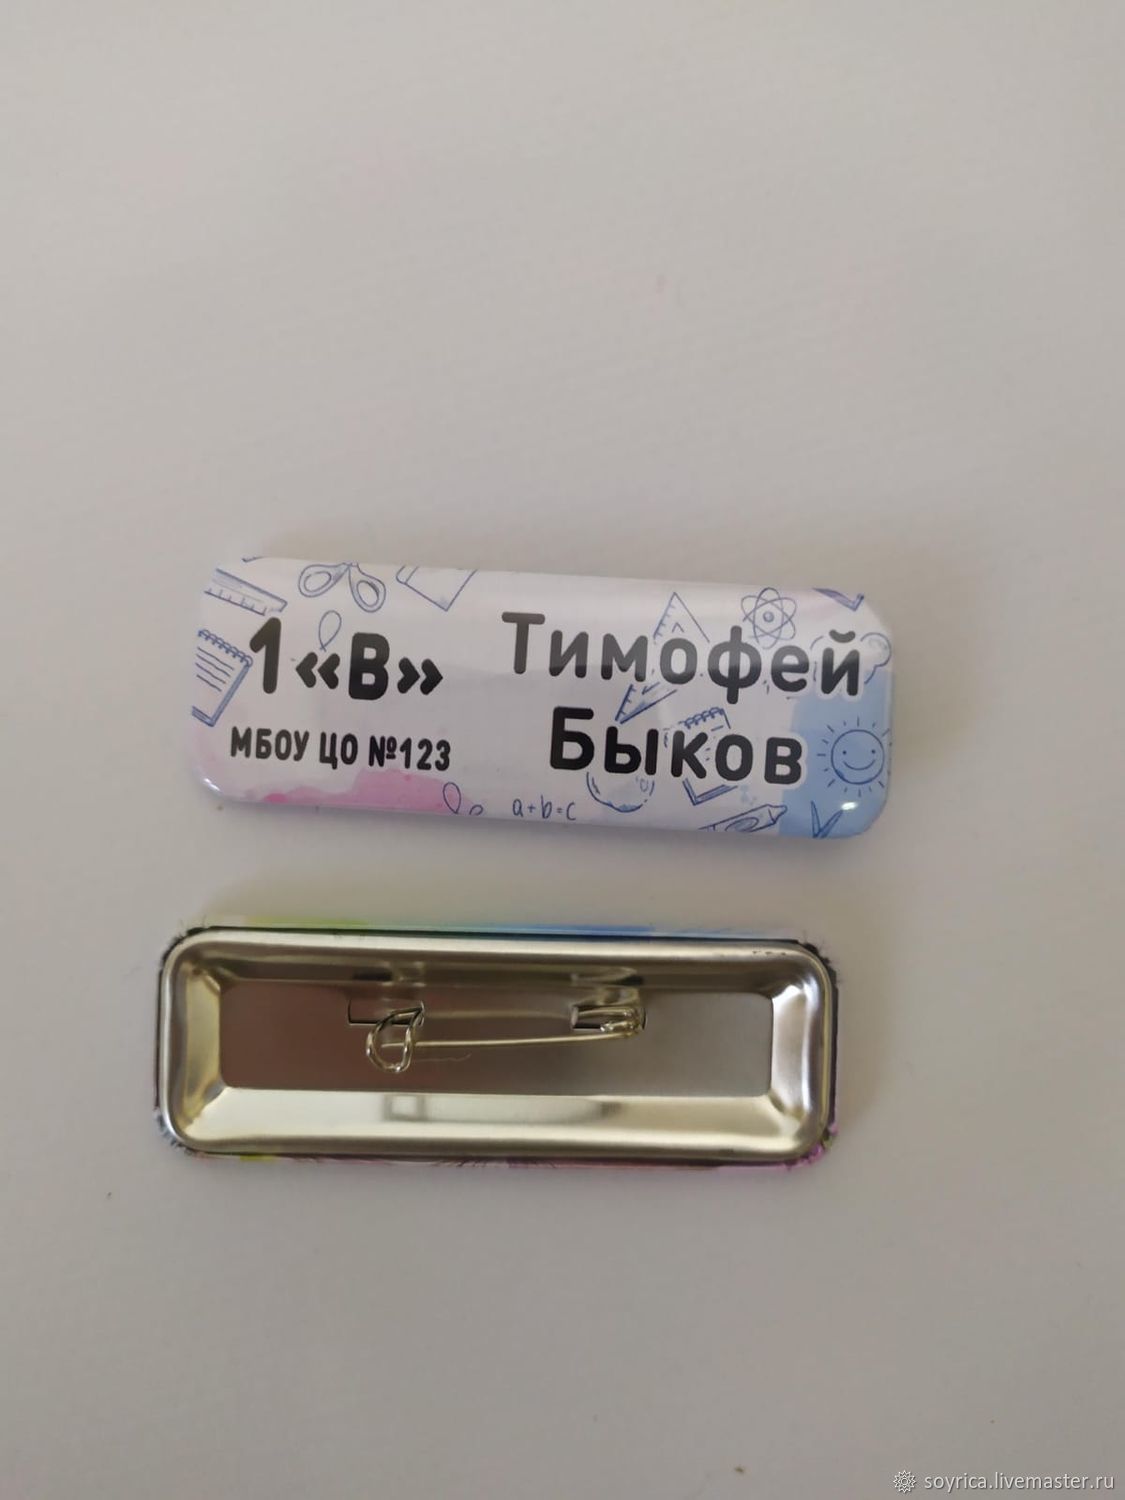 1«В»
МБОУ ЦО №123
Тимофей
Быков
a+b=c
soyrica.livemaster.ru